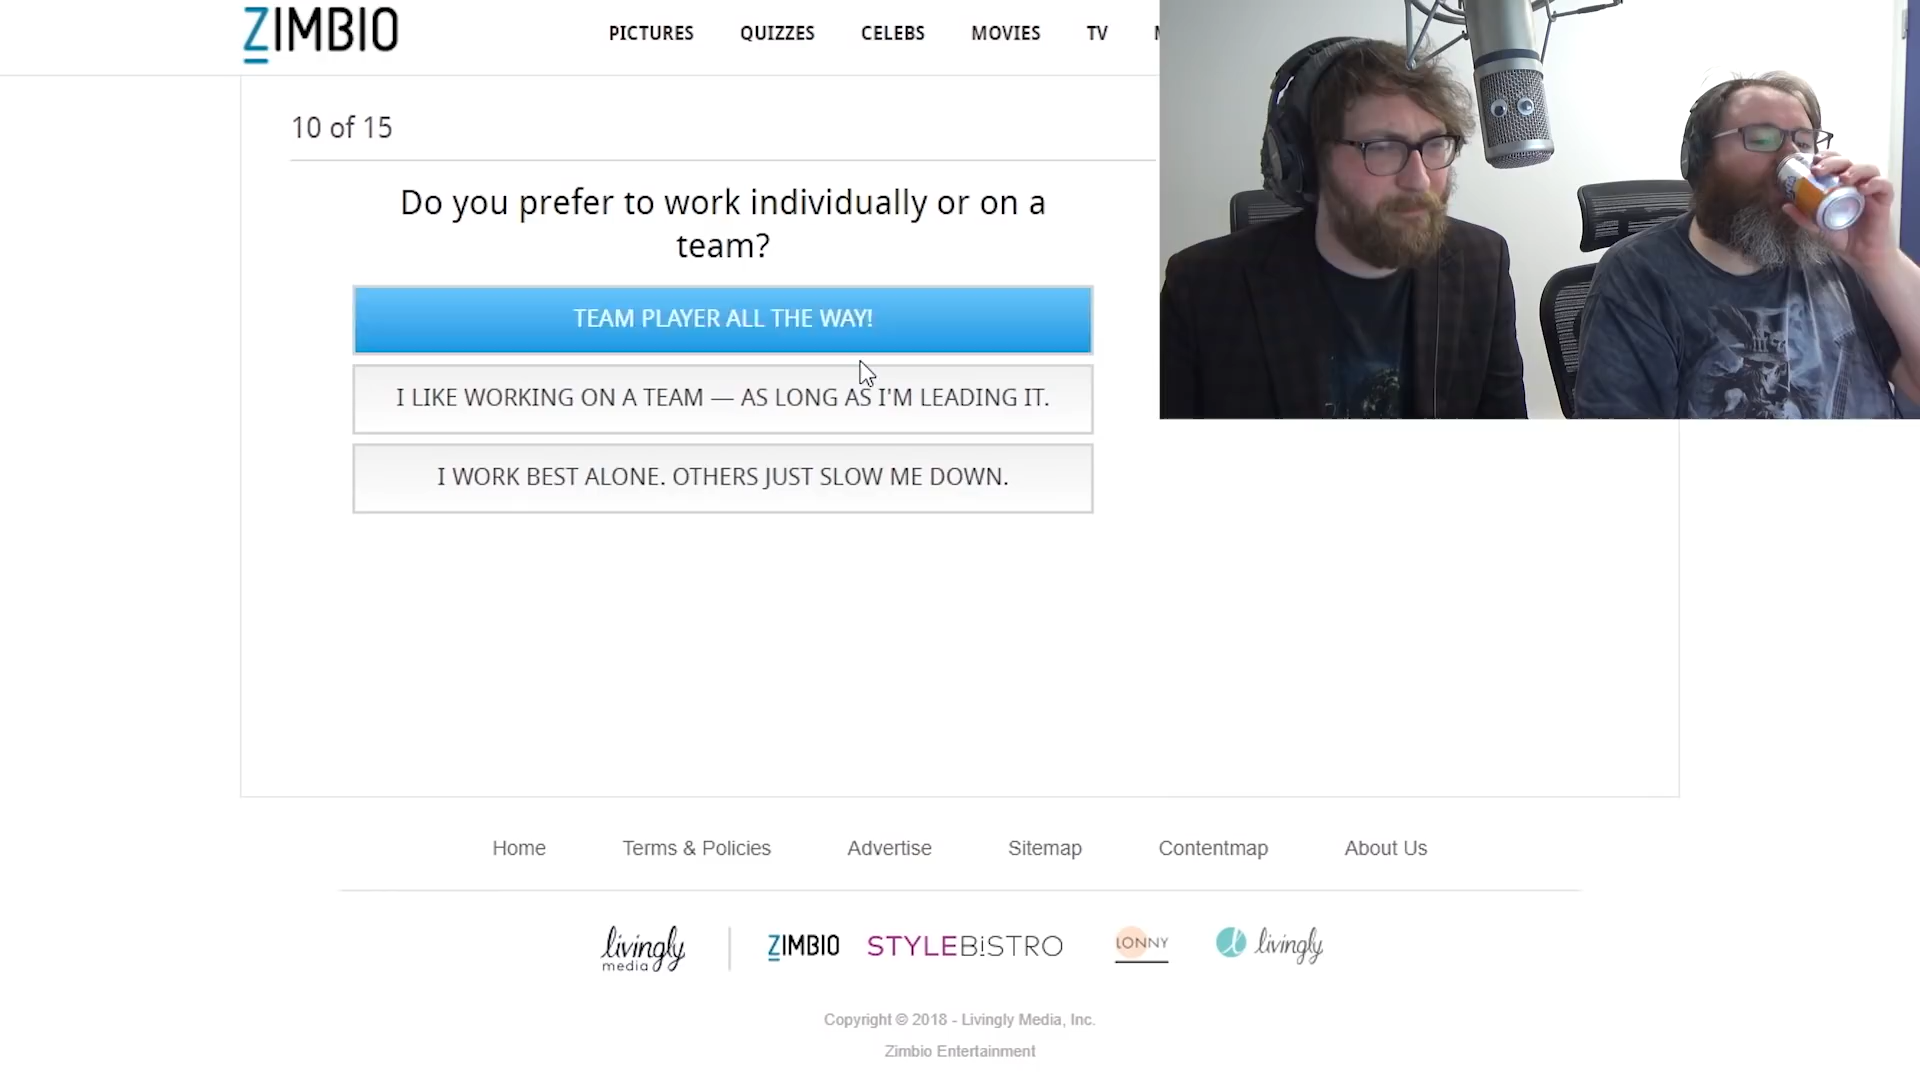 ZIMBIO
PICTURES QUIZZES CELEBS MOVIES TV
10 of 15
Do you prefer to work individually or on a
team?
TEAM PLAYER ALL THE WAY!
I LIKE WORKING ON A TEAM — AS LONG AS I'M LEADING IT.
I WORK BEST ALONE. OTHERS JUST SLOW ME DOWN.
Home Terms & Policies Advertise Sitemap Contentmap About Us
livingly media ZIMBIO STYLEBiSTRO LONNY livingly
Copyright © 2018 - Livingly Media, Inc.
Zimbio Entertainment